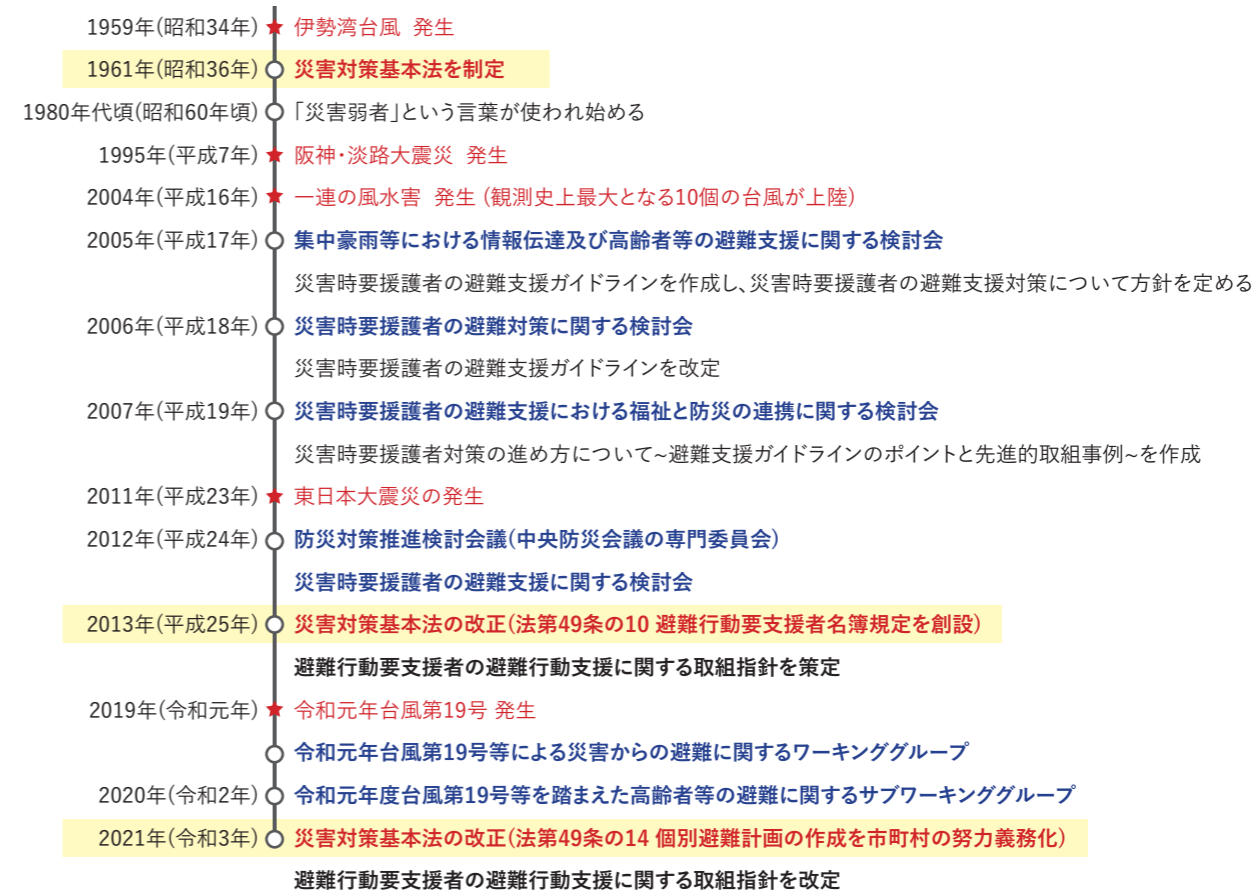 1959年(昭和34年) ★ 伊勢湾台風 発生
1961年(昭和36年) 災害対策基本法を制定
1980年代頃(昭和60年頃) 「災害弱者」という言葉が使われ始める
1995年(平成7年) ★ 阪神・淡路大震災 発生
2004年(平成16年) ★ 一連の風水害 発生 (観測史上最大となる10個の台風が上陸)
2005年(平成17年) 集中豪雨等における情報伝達及び高齢者等の避難支援に関する検討会
災害時要援護者の避難支援ガイドラインを作成し、災害時要援護者の避難支援対策について方針を定める
2006年(平成18年) 災害時要援護者の避難対策に関する検討会
災害時要援護者の避難支援ガイドラインを改定
2007年(平成19年) 災害時要援護者の避難支援における福祉と防災の連携に関する検討会
災害時要援護者対策の進め方について~避難支援ガイドラインのポイントと先進的取組事例~を作成
2011年(平成23年) ★ 東日本大震災の発生
2012年(平成24年) 防災対策推進検討会議(中央防災会議の専門委員会)
災害時要援護者の避難支援に関する検討会
2013年(平成25年) 災害対策基本法の改正(法第49条の10 避難行動要支援者名簿規定を創設)
避難行動要支援者の避難行動支援に関する取組指針を策定
2019年(令和元年) ★ 令和元年台風第19号 発生
令和元年台風第19号等による災害からの避難に関するワーキンググループ
2020年(令和2年) 令和元年度台風第19号等を踏まえた高齢者等の避難に関するサブワーキンググループ
2021年(令和3年) 災害対策基本法の改正(法第49条の14 個別避難計画の作成を市町村の努力義務化)
避難行動要支援者の避難行動支援に関する取組指針を改定